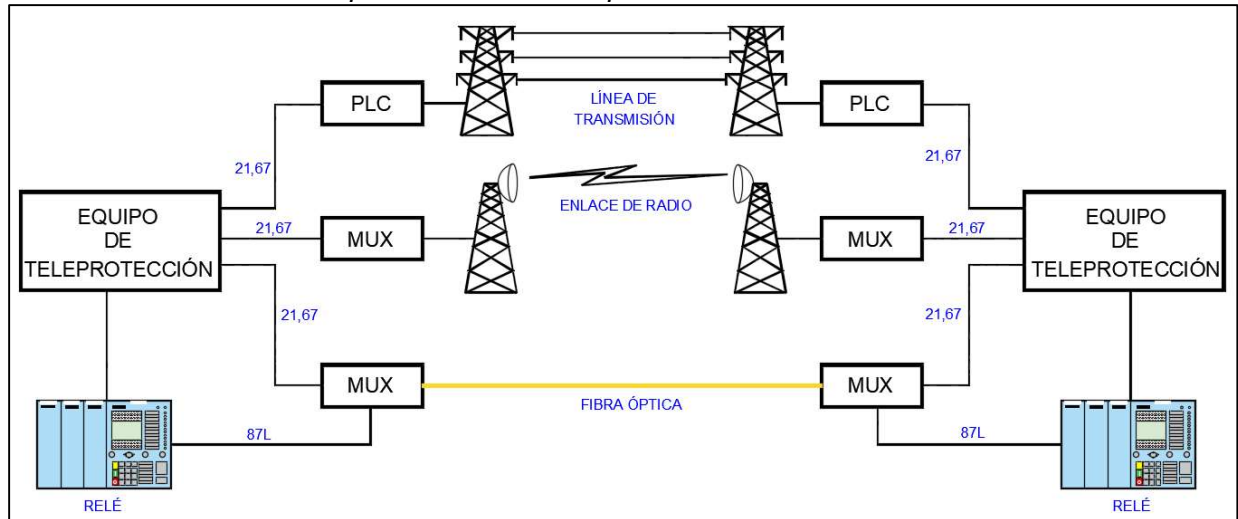 PLC
LÍNEA DE
TRANSMISIÓN
PLC
21,67
21,67
ENLACE DE RADIO
EQUIPO
DE
TELEPROTECCIÓN
21,67
MUX
MUX
21,67
EQUIPO
DE
TELEPROTECCIÓN
21,67
21,67
MUX
FIBRA ÓPTICA
MUX
87L
87L
RELÉ
RELÉ